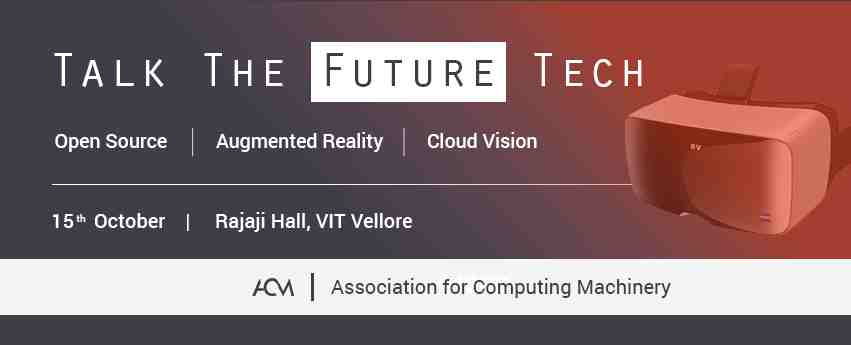 TALK THE FUTURE TECH
Open Source | Augmented Reality | Cloud Vision
15th October | Rajaji Hall, VIT Vellore
ACM | Association for Computing Machinery